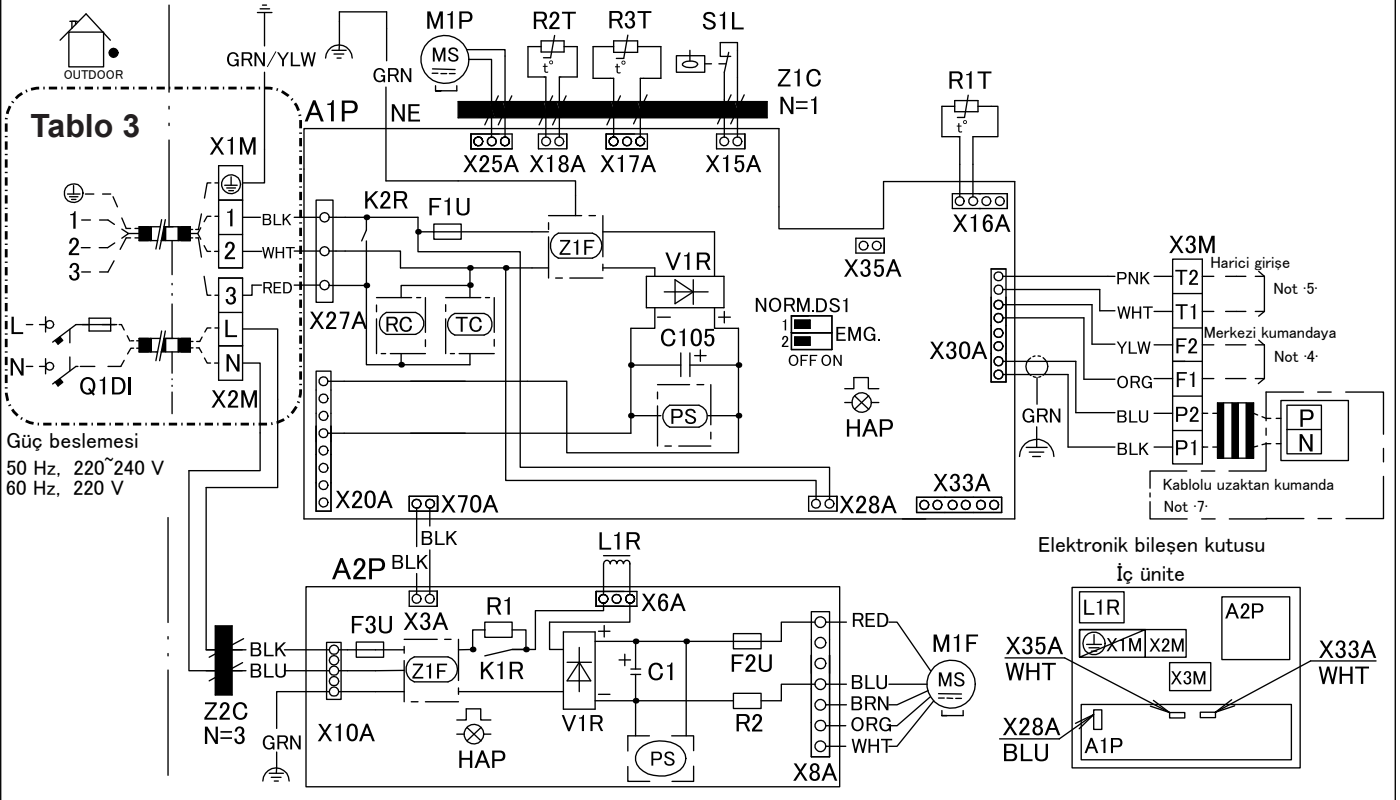 OUTDOOR
GRN/YLW
GRN
M1P
MS
R2T
t°
R3T
t°
S1L
Z1C
N=1
R1T
t°
Tablo 3
X1M
A1P
NE
X25A
X18A
X17A
X15A
X16A
1
2
3
1
2
3
L
N
BLK
WHT
RED
K2R
F1U
Z1F
V1R
X35A
X27A
RC
TC
C105
+
−
+
PS
NORM.DS1
1
2
EMG.
OFF ON
HAP
X30A
L
N
Q1DI
X2M
Güç beslemesi
50 Hz, 220~240 V
60 Hz, 220 V
X20A
X70A
X28A
X33A
X3M
PNK
WHT
YLW
ORG
BLU
BLK
T2
T1
F2
F1
P2
P1
GRN
Harici girişe
Not ·5·
Merkezi kumandaya
Not ·4·
P
N
Kablolu uzaktan kumanda
Not ·7·
BLK
BLK
A2P
X3A
L1R
X6A
F3U
R1
K1R
Z1F
V1R
+
−
+
C1
F2U
R2
PS
HAP
X10A
X8A
BLK
BLU
Z2C
N=3
GRN
RED
BLU
BRN
ORG
WHT
M1F
MS
Elektronik bileşen kutusu
İç ünite
L1R
A2P
X1M
X2M
X3M
A1P
X35A
WHT
X33A
WHT
X28A
BLU